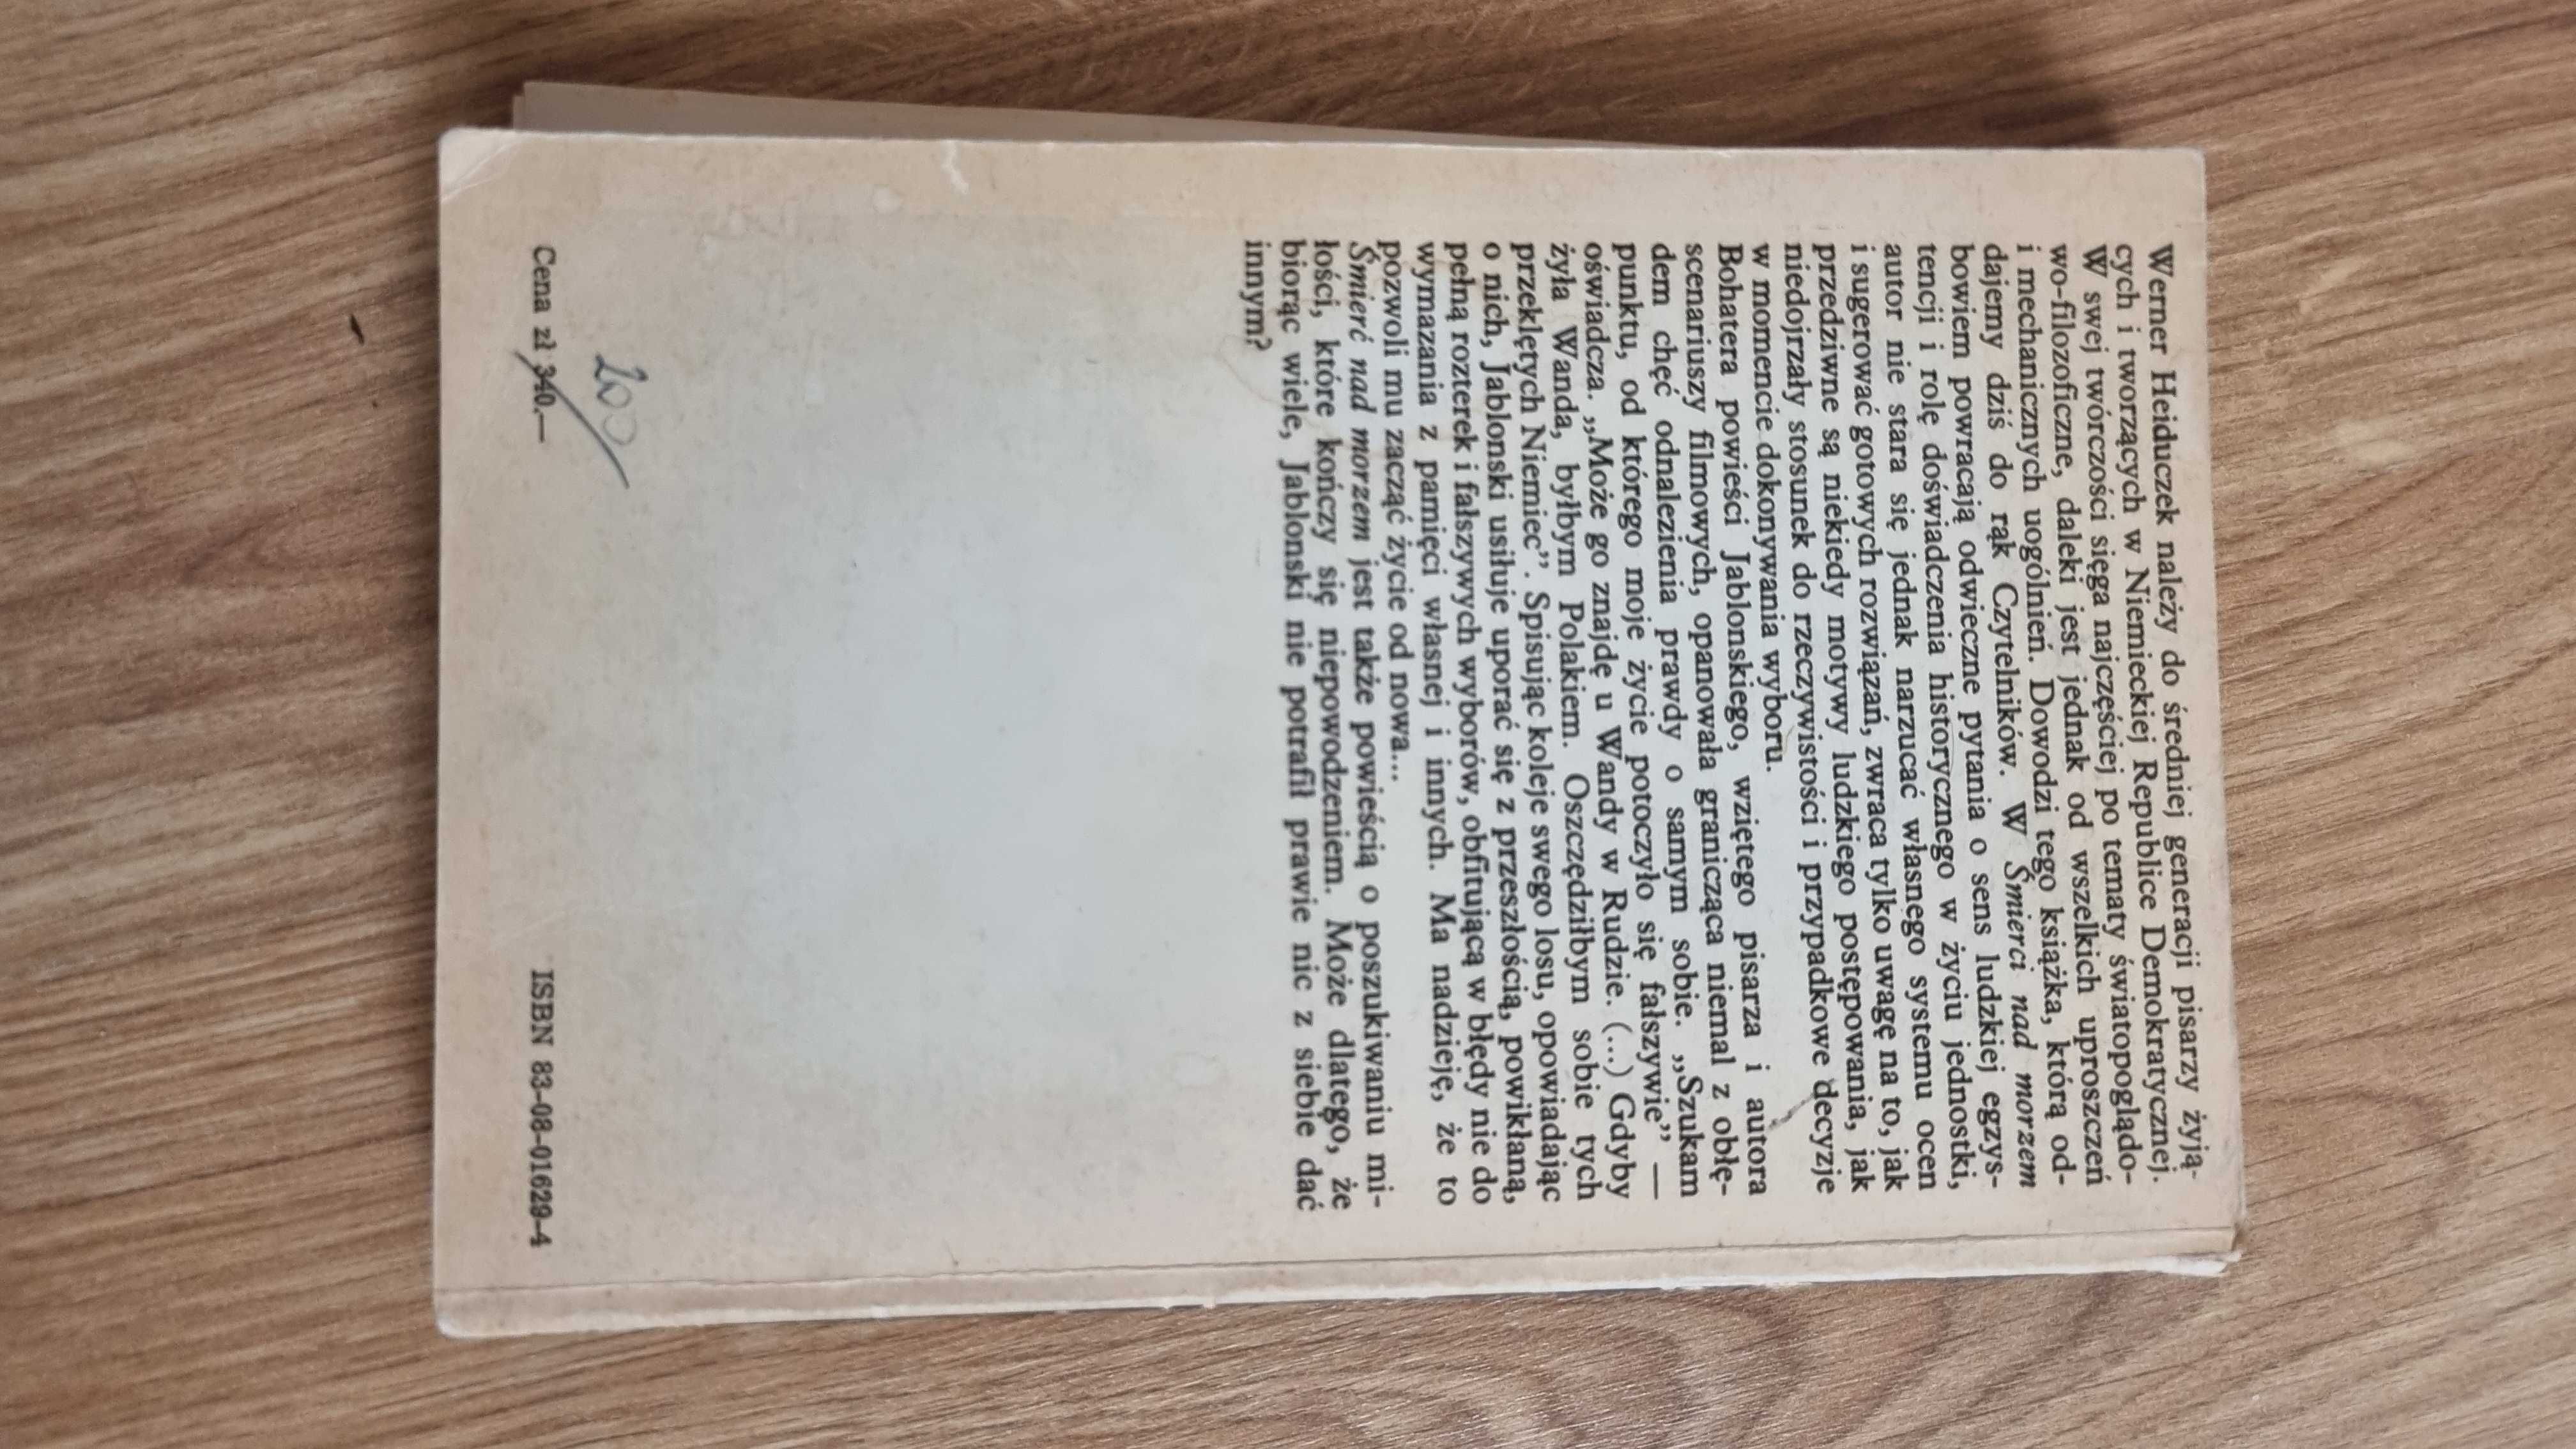 Werner Heiduczek należy do średniej generacji pisarzy żyją-
cych i tworzących w Niemieckiej Republice Demokratycznej.
W swej twórczości sięga najczęściej po tematy światopoglądo-
wo-filozoficzne, daleki jest jednak od wszelkich uproszczeń
i mechanicznych uogólnień. Dowodzi tego książka, którą od-
dajemy dziś do rąk Czytelników. W Śmierci nad morzem
bowiem powracają odwieczne pytania o sens ludzkiej egzys-
tencji i rolę doświadczenia historycznego w życiu jednostki,
autor nie stara się jednak narzucać własnego systemu ocen
i sugerować gotowych rozwiązań, zwraca tylko uwagę na to, jak
przedziwne są niekiedy motywy ludzkiego postępowania, jak
niedojrzały stosunek do rzeczywistości i przypadkowe decyzje
w momencie dokonywania wyboru.
Bohatera powieści Jablonskiego, wziętego pisarza i autora
scenariuszy filmowych, opanowała granicząca niemal z obłę-
dem chęć odnalezienia prawdy o samym sobie. „Szukam
punktu, od którego moje życie potoczyło się fałszywie” —
oświadcza. „Może go znajdę u Wandy w Rudzie. (...) Gdyby
żyła Wanda, byłbym Polakiem. Oszczędziłbym sobie tych
przeklętych Niemiec”. Spisując koleje swego losu, opowiadając
o nich, Jablonski usiłuje uporać się z przeszłością, powikłaną,
pełną rozterek i fałszywych wyborów, obfitującą w błędy nie do
wymazania z pamięci własnej i innych. Ma nadzieję, że to
pozwoli mu zacząć życie od nowa...
Śmierć nad morzem jest także powieścią o poszukiwaniu mi-
łości, które kończy się niepowodzeniem. Może dlatego, że
biorąc wiele, Jablonski nie potrafił prawie nic z siebie dać
innym?
200
Cena zł 340.—
ISBN 83-08-01629-4